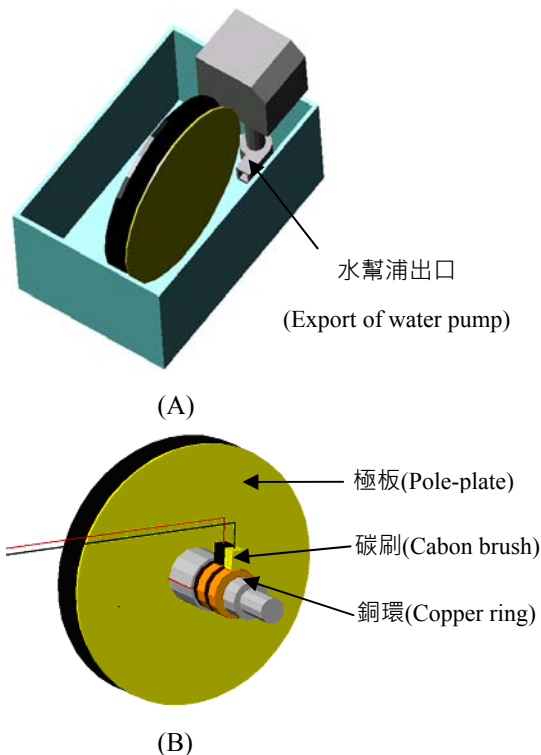 水幫浦出口
(Export of water pump)
(A)
極板(Pole-plate)
碳刷(Cabon brush)
銅環(Copper ring)
(B)